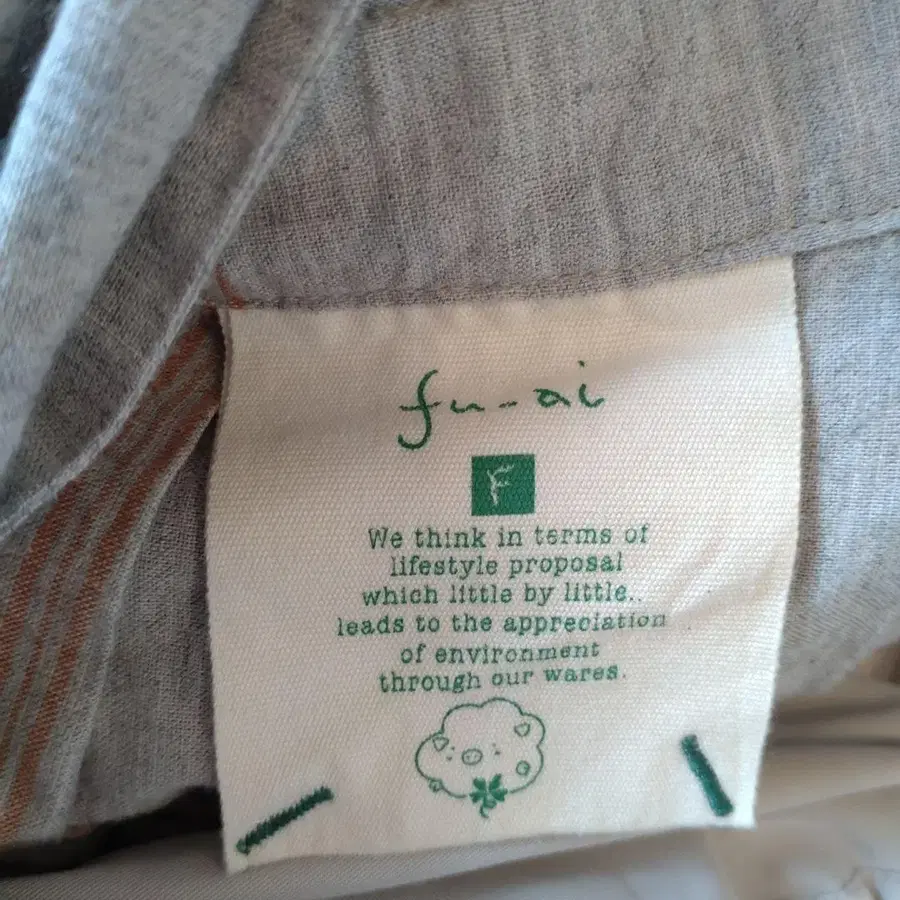 fu-ai
F
We think in terms of
lifestyle proposal
which little by little..
leads to the appreciation
of environment
through our wares.